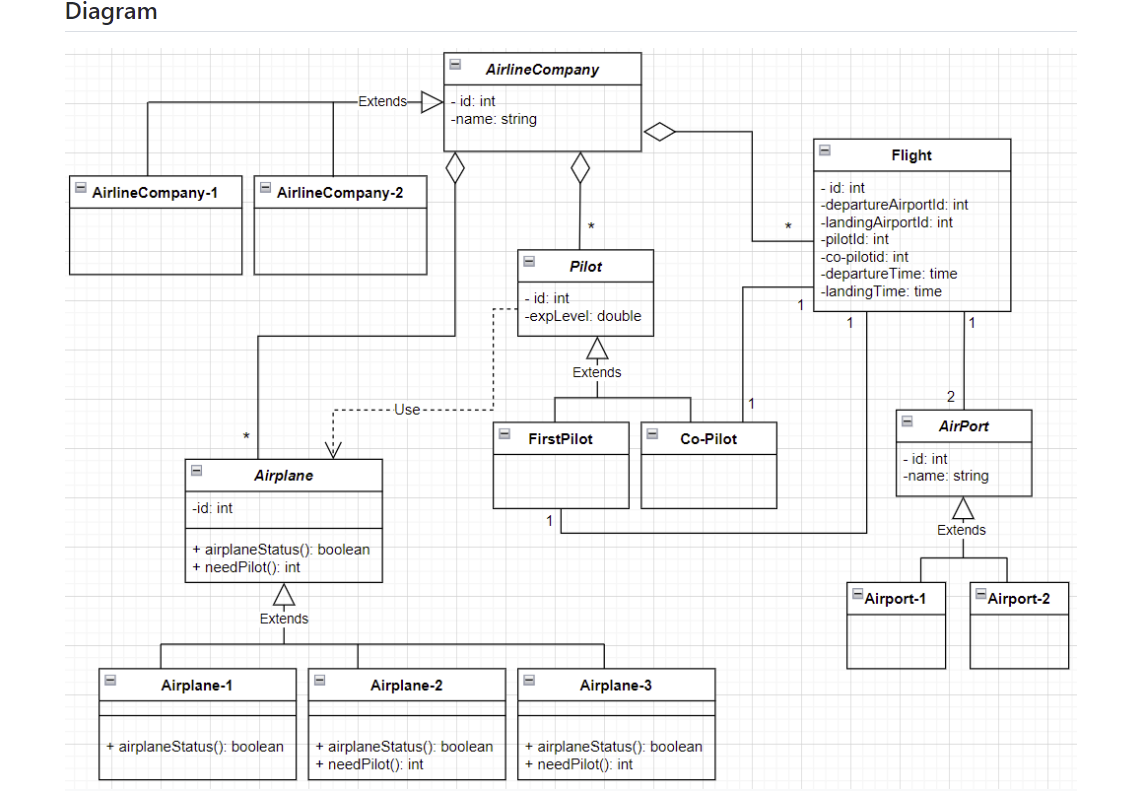 Diagram
AirlineCompany
- id: int
-name: string
Extends
AirlineCompany-1
AirlineCompany-2
Flight
- id: int
-departureAirportId: int
-landingAirportId: int
-pilotId: int
-co-pilotid: int
-departureTime: time
-landingTime: time
*
*
Pilot
- id: int
-expLevel: double
1
1
1
Extends
Use
1
2
*
FirstPilot
Co-Pilot
AirPort
- id: int
-name: string
Airplane
-id: int
+ airplaneStatus(): boolean
+ needPilot(): int
1
Extends
Extends
Airport-1
Airport-2
Airplane-1
+ airplaneStatus(): boolean
Airplane-2
+ airplaneStatus(): boolean
+ needPilot(): int
Airplane-3
+ airplaneStatus(): boolean
+ needPilot(): int